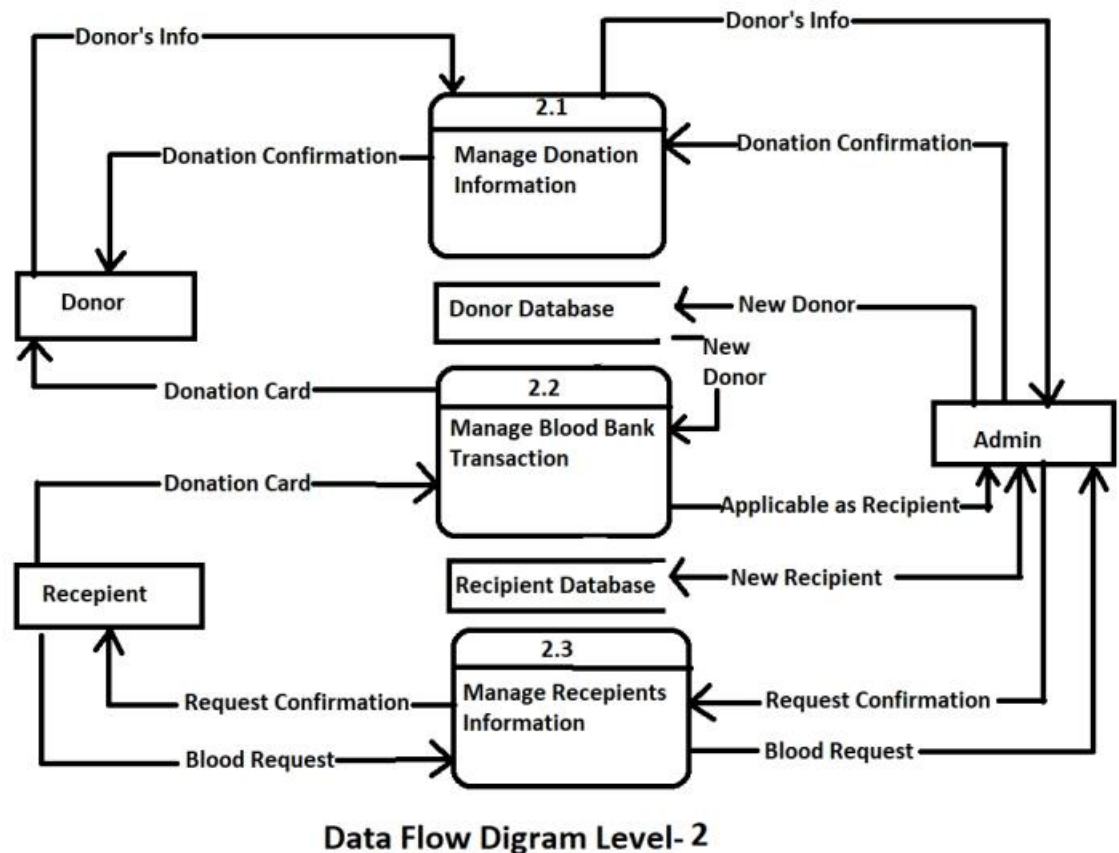 Donor's Info
Donor's Info
2.1
Donation Confirmation
Manage Donation
Information
Donation Confirmation
Donor
Donor Database
New Donor
New
Donor
Donation Card
2.2
Manage Blood Bank
Transaction
Admin
Donation Card
Applicable as Recipient
Recepient
Recipient Database
New Recipient
2.3
Request Confirmation
Manage Recepients
Information
Request Confirmation
Blood Request
Blood Request
Data Flow Digram Level- 2